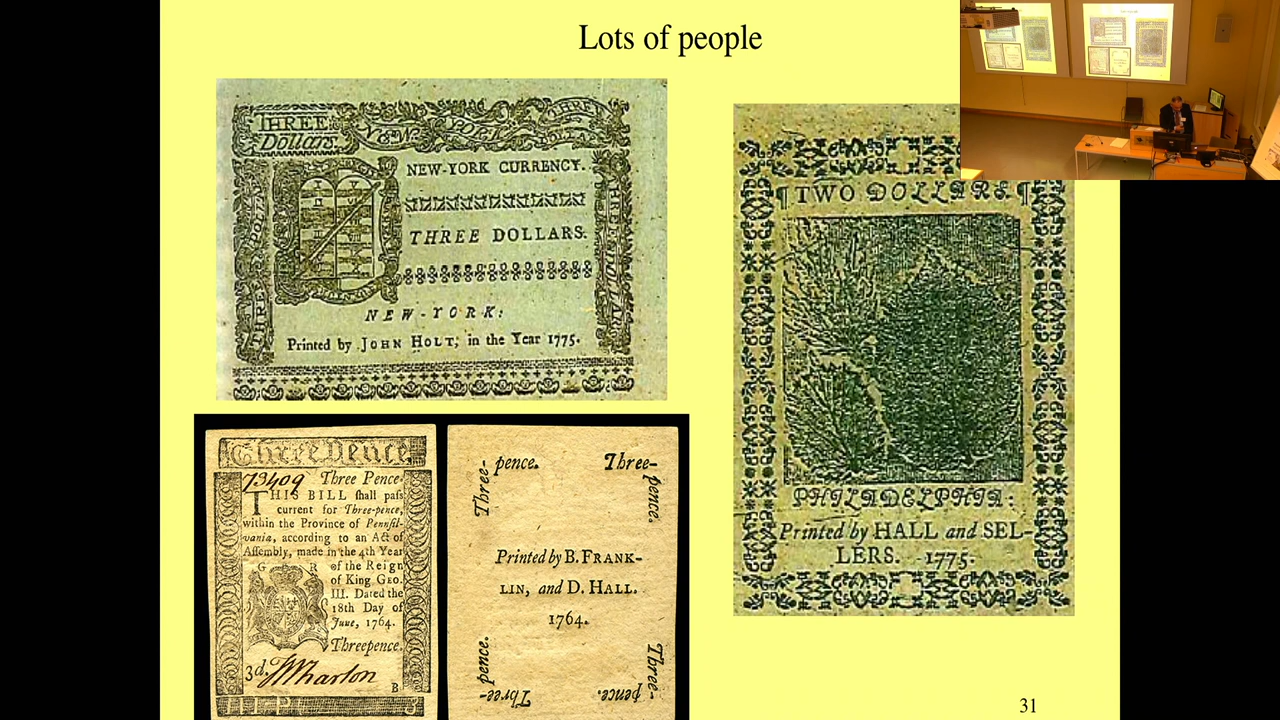 Lots of people
THREE
Dollars.
NEW-YORK CURRENCY.
THREE DOLLARS.
NEW-YORK:
Printed by JOHN HOLT, in the Year 1775.
THREE
TWO DOLLARS.
PHILADELPHIA:
Printed by HALL and SEL-
LERS. 1775.
Threepence
73409 Three Pence.
THIS BILL shall pass
current for Three-pence,
within the Province of Pennsil-
vania, according to an Act of
Assembly, made in the 4th Year
G R of the Reign
of King GEO.
III. Dated the
18th Day of
June, 1764.
Threepence.
3d. Wharton
B
Three-
pence.
Three-
pence.
Printed by B. FRANK-
LIN, and D. HALL.
1764.
Three-
pence.
Three-
pence.
31